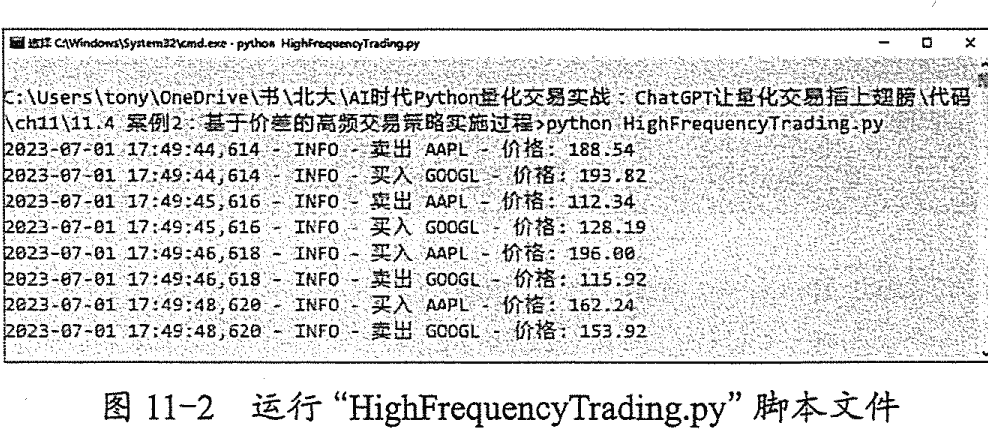 选择 C:\Windows\System32\cmd.exe - python HighFrequencyTrading.py
C:\Users\tony\OneDrive\书\北大\AI时代Python量化交易实战：ChatGPT让量化交易插上翅膀\代码
\ch11\11.4 案例2：基于价差的高频交易策略实施过程>python HighFrequencyTrading.py
2023-07-01 17:49:44,614 - INFO - 卖出 AAPL - 价格: 188.54
2023-07-01 17:49:44,614 - INFO - 买入 GOOGL - 价格: 193.82
2023-07-01 17:49:45,616 - INFO - 卖出 AAPL - 价格: 112.34
2023-07-01 17:49:45,616 - INFO - 买入 GOOGL - 价格: 128.19
2023-07-01 17:49:46,618 - INFO - 买入 AAPL - 价格: 196.00
2023-07-01 17:49:46,618 - INFO - 卖出 GOOGL - 价格: 115.92
2023-07-01 17:49:48,620 - INFO - 买入 AAPL - 价格: 162.24
2023-07-01 17:49:48,620 - INFO - 卖出 GOOGL - 价格: 153.92
图 11-2 运行“HighFrequencyTrading.py”脚本文件